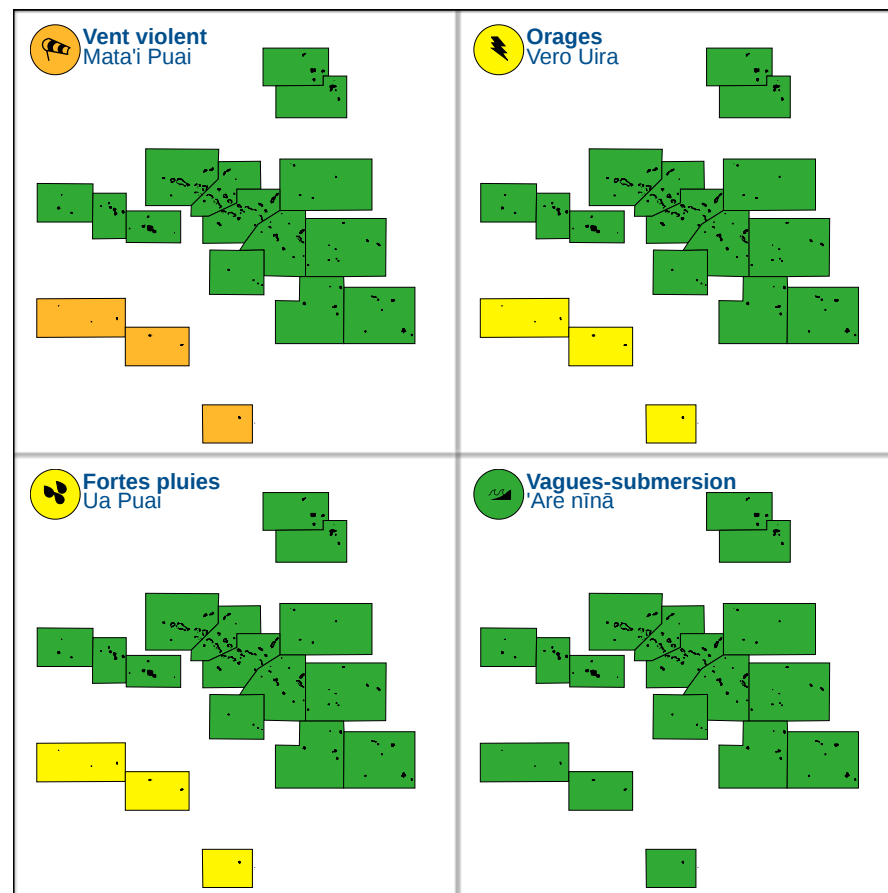 Vent violent
Mata'i Puai
Orages
Vero Uira
Fortes pluies
Ua Puai
Vagues-submersion
'Are nīnā